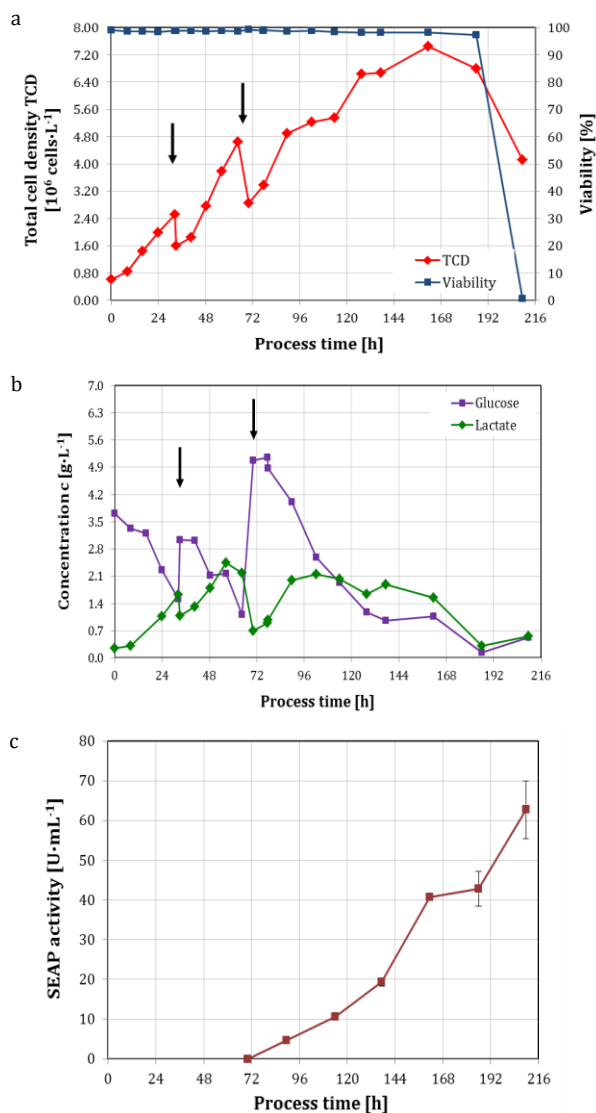 a
Total cell density TCD
[10⁶ cells·L⁻¹]
8.00
7.20
6.40
5.60
4.80
4.00
3.20
2.40
1.60
0.80
0.00
100
90
80
70
60
50
40
30
20
10
0
Viability [%]
TCD
Viability
0 24 48 72 96 120 144 168 192 216
Process time [h]
b
Concentration c [g·L⁻¹]
7.0
6.3
5.6
4.9
4.2
3.5
2.8
2.1
1.4
0.7
0.0
Glucose
Lactate
0 24 48 72 96 120 144 168 192 216
Process time [h]
c
SEAP activity [U·mL⁻¹]
80
70
60
50
40
30
20
10
0
0 24 48 72 96 120 144 168 192 216
Process time [h]